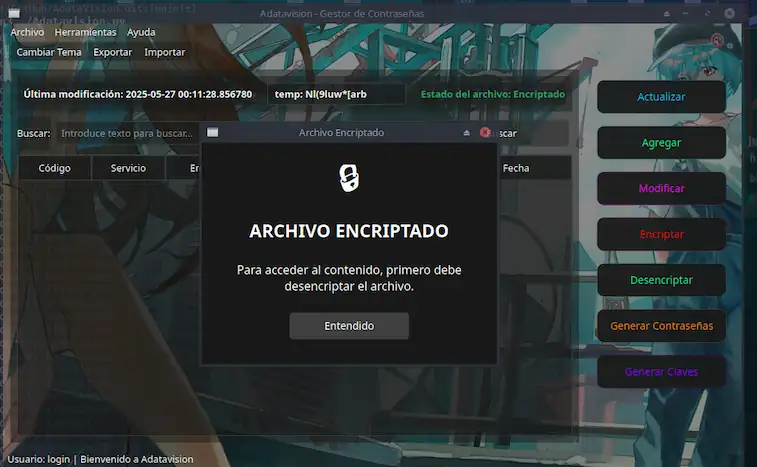 Adatavision - Gestor de Contraseñas
Archivo Herramientas Ayuda
Cambiar Tema Exportar Importar
Última modificación: 2025-05-27 00:11:28.856780
temp: Nl(9luw*[arb
Estado del archivo: Encriptado
Buscar: Introduce texto para buscar...
Código Servicio Fecha
Archivo Encriptado
ARCHIVO ENCRIPTADO
Para acceder al contenido, primero debe
desencriptar el archivo.
Entendido
Actualizar
Agregar
Modificar
Encriptar
Desencriptar
Generar Contraseñas
Generar Claves
Usuario: login | Bienvenido a Adatavision